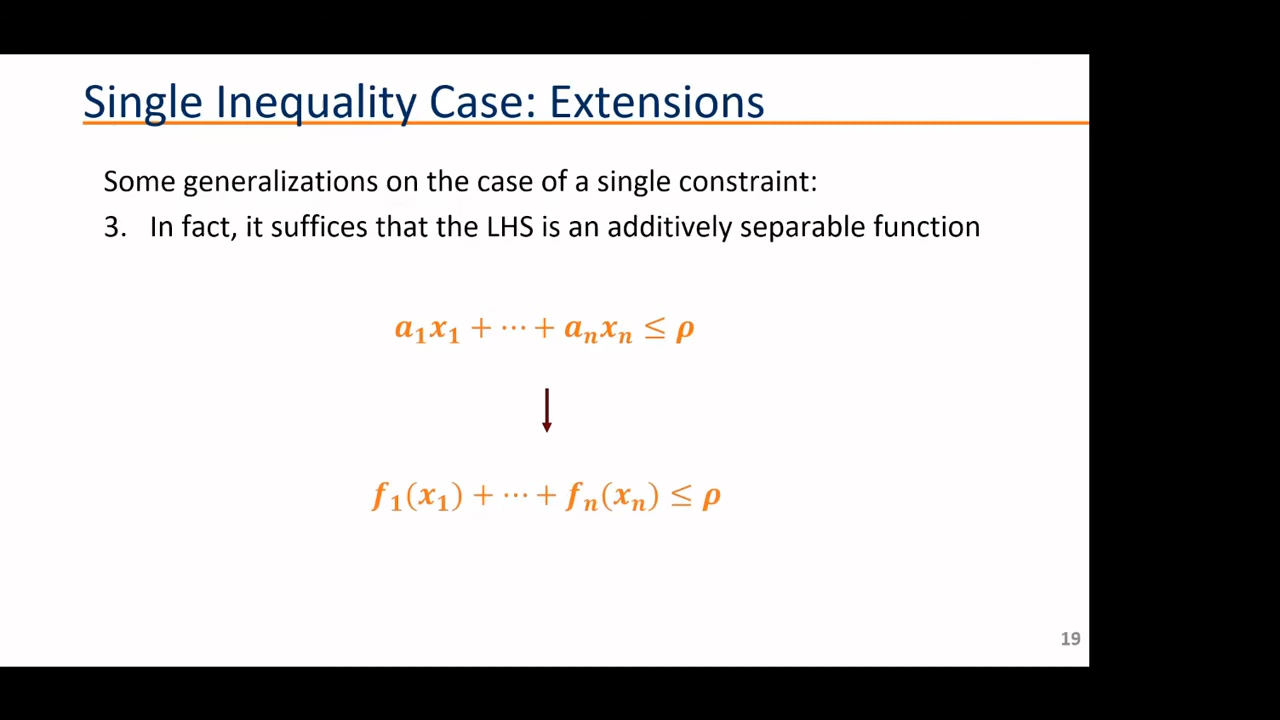 Single Inequality Case: Extensions
Some generalizations on the case of a single constraint:
3. In fact, it suffices that the LHS is an additively separable function
a₁x₁ + ⋯ + aₙxₙ ≤ ρ
f₁(x₁) + ⋯ + fₙ(xₙ) ≤ ρ
19